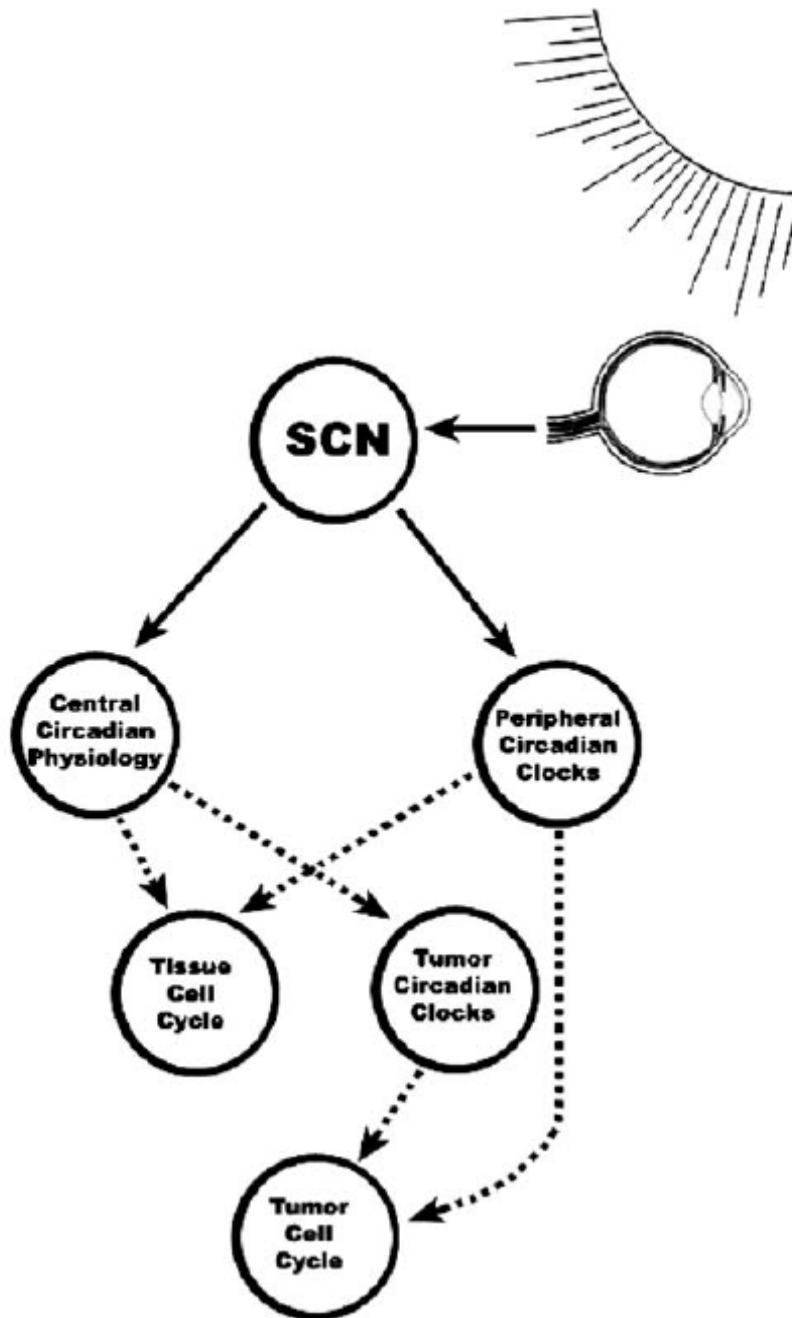 SCN
Central
Circadian
Physiology
Peripheral
Circadian
Clocks
Tissue
Cell
Cycle
Tumor
Circadian
Clocks
Tumor
Cell
Cycle